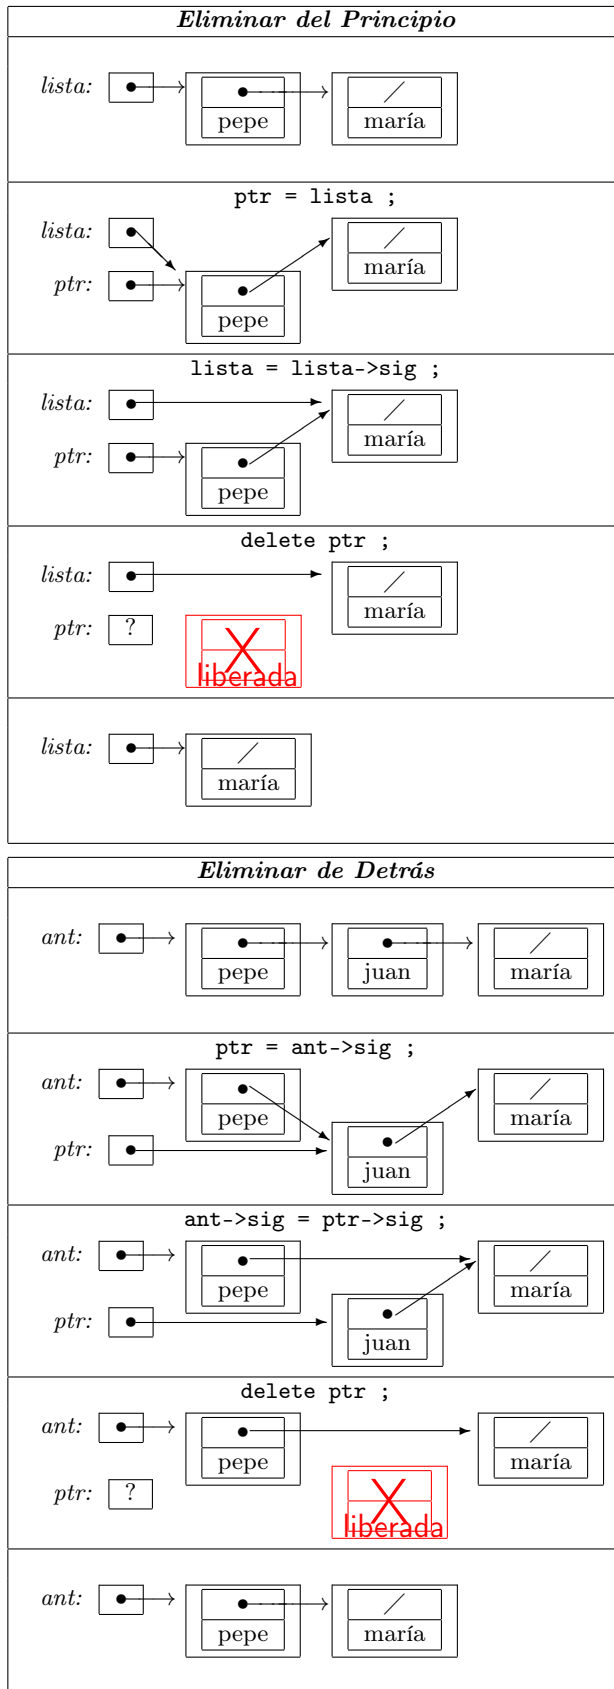 Eliminar del Principio
lista:
pepe
maría
ptr = lista ;
lista:
maría
ptr:
pepe
lista = lista->sig ;
lista:
maría
ptr:
pepe
delete ptr ;
lista:
maría
ptr: ?
X
liberada
lista:
maría
Eliminar de Detrás
ant:
pepe juan maría
ptr = ant->sig ;
ant:
pepe maría
ptr:
juan
ant->sig = ptr->sig ;
ant:
pepe maría
ptr:
juan
delete ptr ;
ant:
pepe maría
ptr: ?
X
liberada
ant:
pepe maría